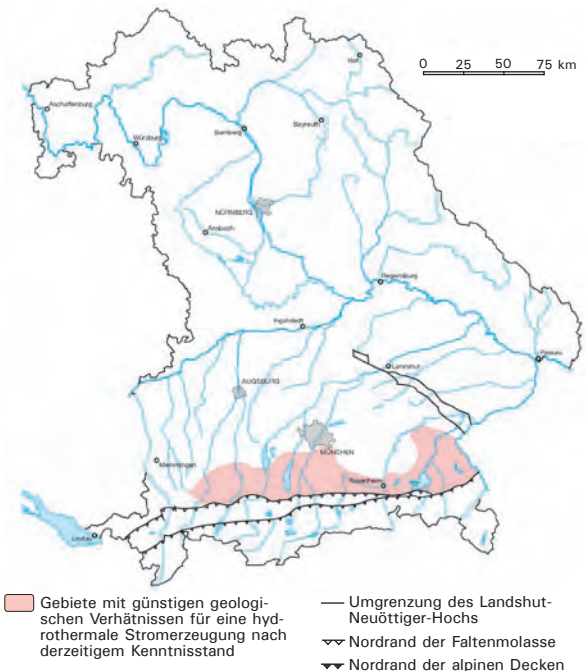 Hof
0 25 50 75 km
Aschaffenburg
Bayreuth
Bamberg
Würzburg
NÜRNBERG
Ansbach
Regensburg
Ingolstadt
Passau
Landshut
AUGSBURG
MÜNCHEN
Memmingen
Rosenheim
Lindau
Gebiete mit günstigen geologi-
schen Verhätnissen für eine hyd-
rothermale Stromerzeugung nach
derzeitigem Kenntnisstand
Umgrenzung des Landshut-
Neuöttiger-Hochs
Nordrand der Faltenmolasse
Nordrand der alpinen Decken